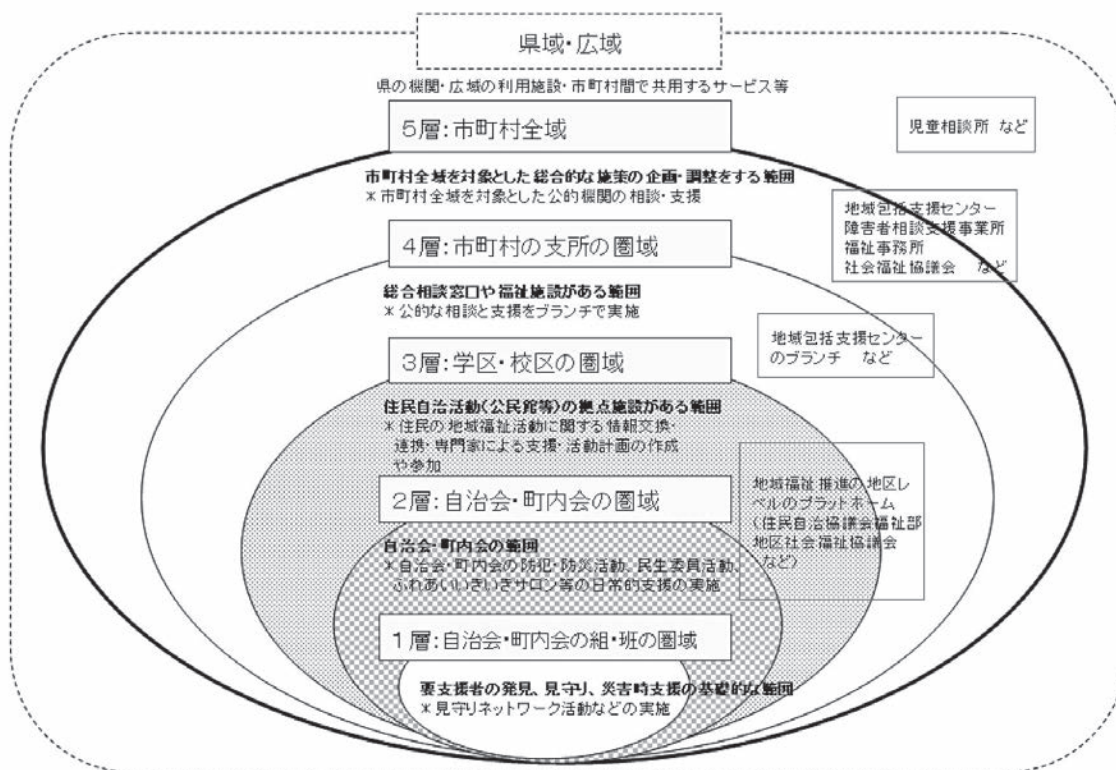 県域・広域
県の機関・広域の利用施設・市町村間で共用するサービス等
5層:市町村全域
児童相談所 など
市町村全域を対象とした総合的な施策の企画・調整をする範囲
＊市町村全域を対象とした公的機関の相談・支援
地域包括支援センター
障害者相談支援事業所
福祉事務所
社会福祉協議会 など
4層:市町村の支所の圏域
総合相談窓口や福祉施設がある範囲
＊公的な相談と支援をブランチで実施
地域包括支援センター
のブランチ など
3層:学区・校区の圏域
住民自治活動(公民館等)の拠点施設がある範囲
＊住民の地域福祉活動に関する情報交換・
連携・専門家による支援・活動計画の作成
や参加
地域福祉推進の地区レ
ベルのプラットホーム
(住民自治協議会福祉部
地区社会福祉協議会
など)
2層:自治会・町内会の圏域
自治会・町内会の範囲
＊自治会・町内会の防犯・防災活動、民生委員活動、
ふれあいいきいきサロン等の日常的支援の実施
1層:自治会・町内会の組・班の圏域
要支援者の発見、見守り、災害時支援の基礎的な範囲
＊見守りネットワーク活動などの実施